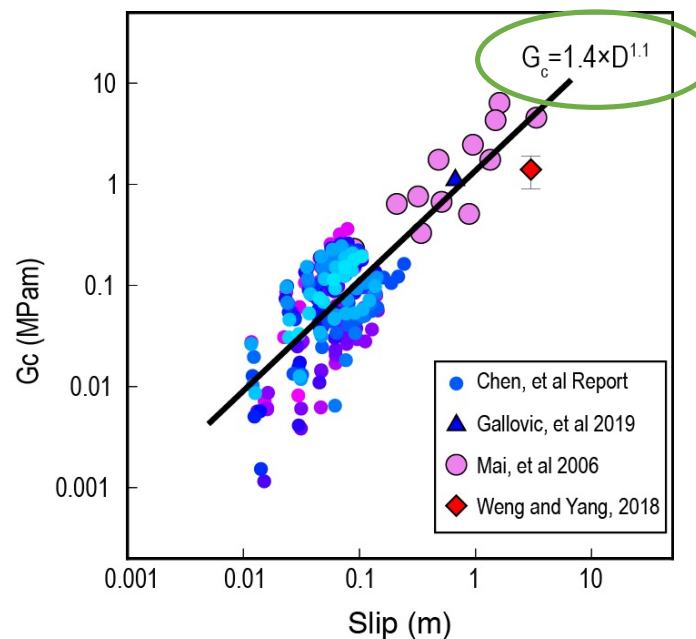 G_c=1.4×D^1.1
10
1
0.1
0.01
0.001
Gc (MPam)
Chen, et al Report
Gallovic, et al 2019
Mai, et al 2006
Weng and Yang, 2018
0.001 0.01 0.1 1 10
Slip (m)